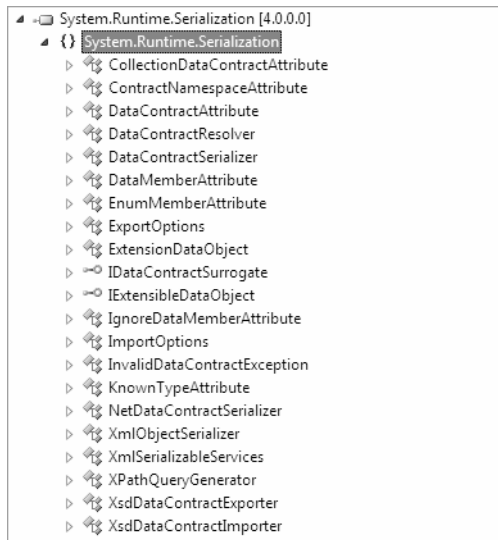 System.Runtime.Serialization [4.0.0.0]
{} System.Runtime.Serialization
CollectionDataContractAttribute
ContractNamespaceAttribute
DataContractAttribute
DataContractResolver
DataContractSerializer
DataMemberAttribute
EnumMemberAttribute
ExportOptions
ExtensionDataObject
IDataContractSurrogate
IExtensibleDataObject
IgnoreDataMemberAttribute
ImportOptions
InvalidDataContractException
KnownTypeAttribute
NetDataContractSerializer
XmlObjectSerializer
XmlSerializableServices
XPathQueryGenerator
XsdDataContractExporter
XsdDataContractImporter